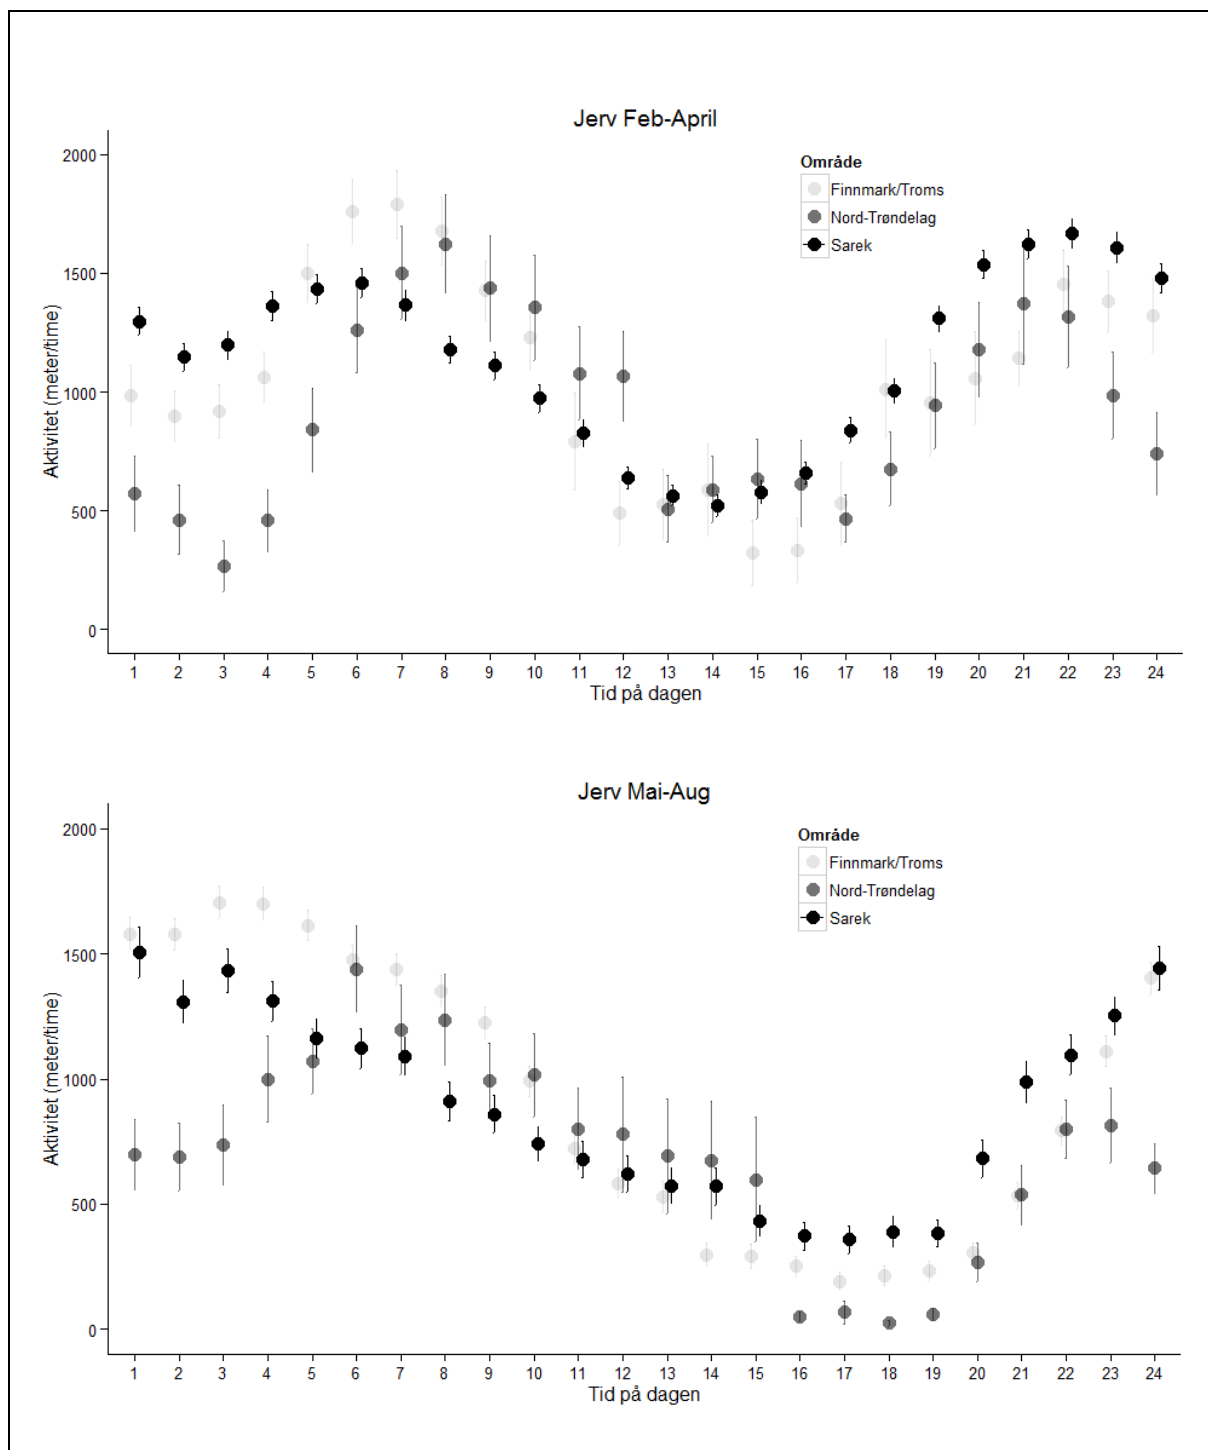 Jerv Feb-April
Aktivitet (meter/time)
2000
1500
1000
500
0
Område
Finnmark/Troms
Nord-Trøndelag
Sarek
1 2 3 4 5 6 7 8 9 10 11 12 13 14 15 16 17 18 19 20 21 22 23 24
Tid på dagen
Jerv Mai-Aug
Aktivitet (meter/time)
2000
1500
1000
500
0
Område
Finnmark/Troms
Nord-Trøndelag
Sarek
1 2 3 4 5 6 7 8 9 10 11 12 13 14 15 16 17 18 19 20 21 22 23 24
Tid på dagen